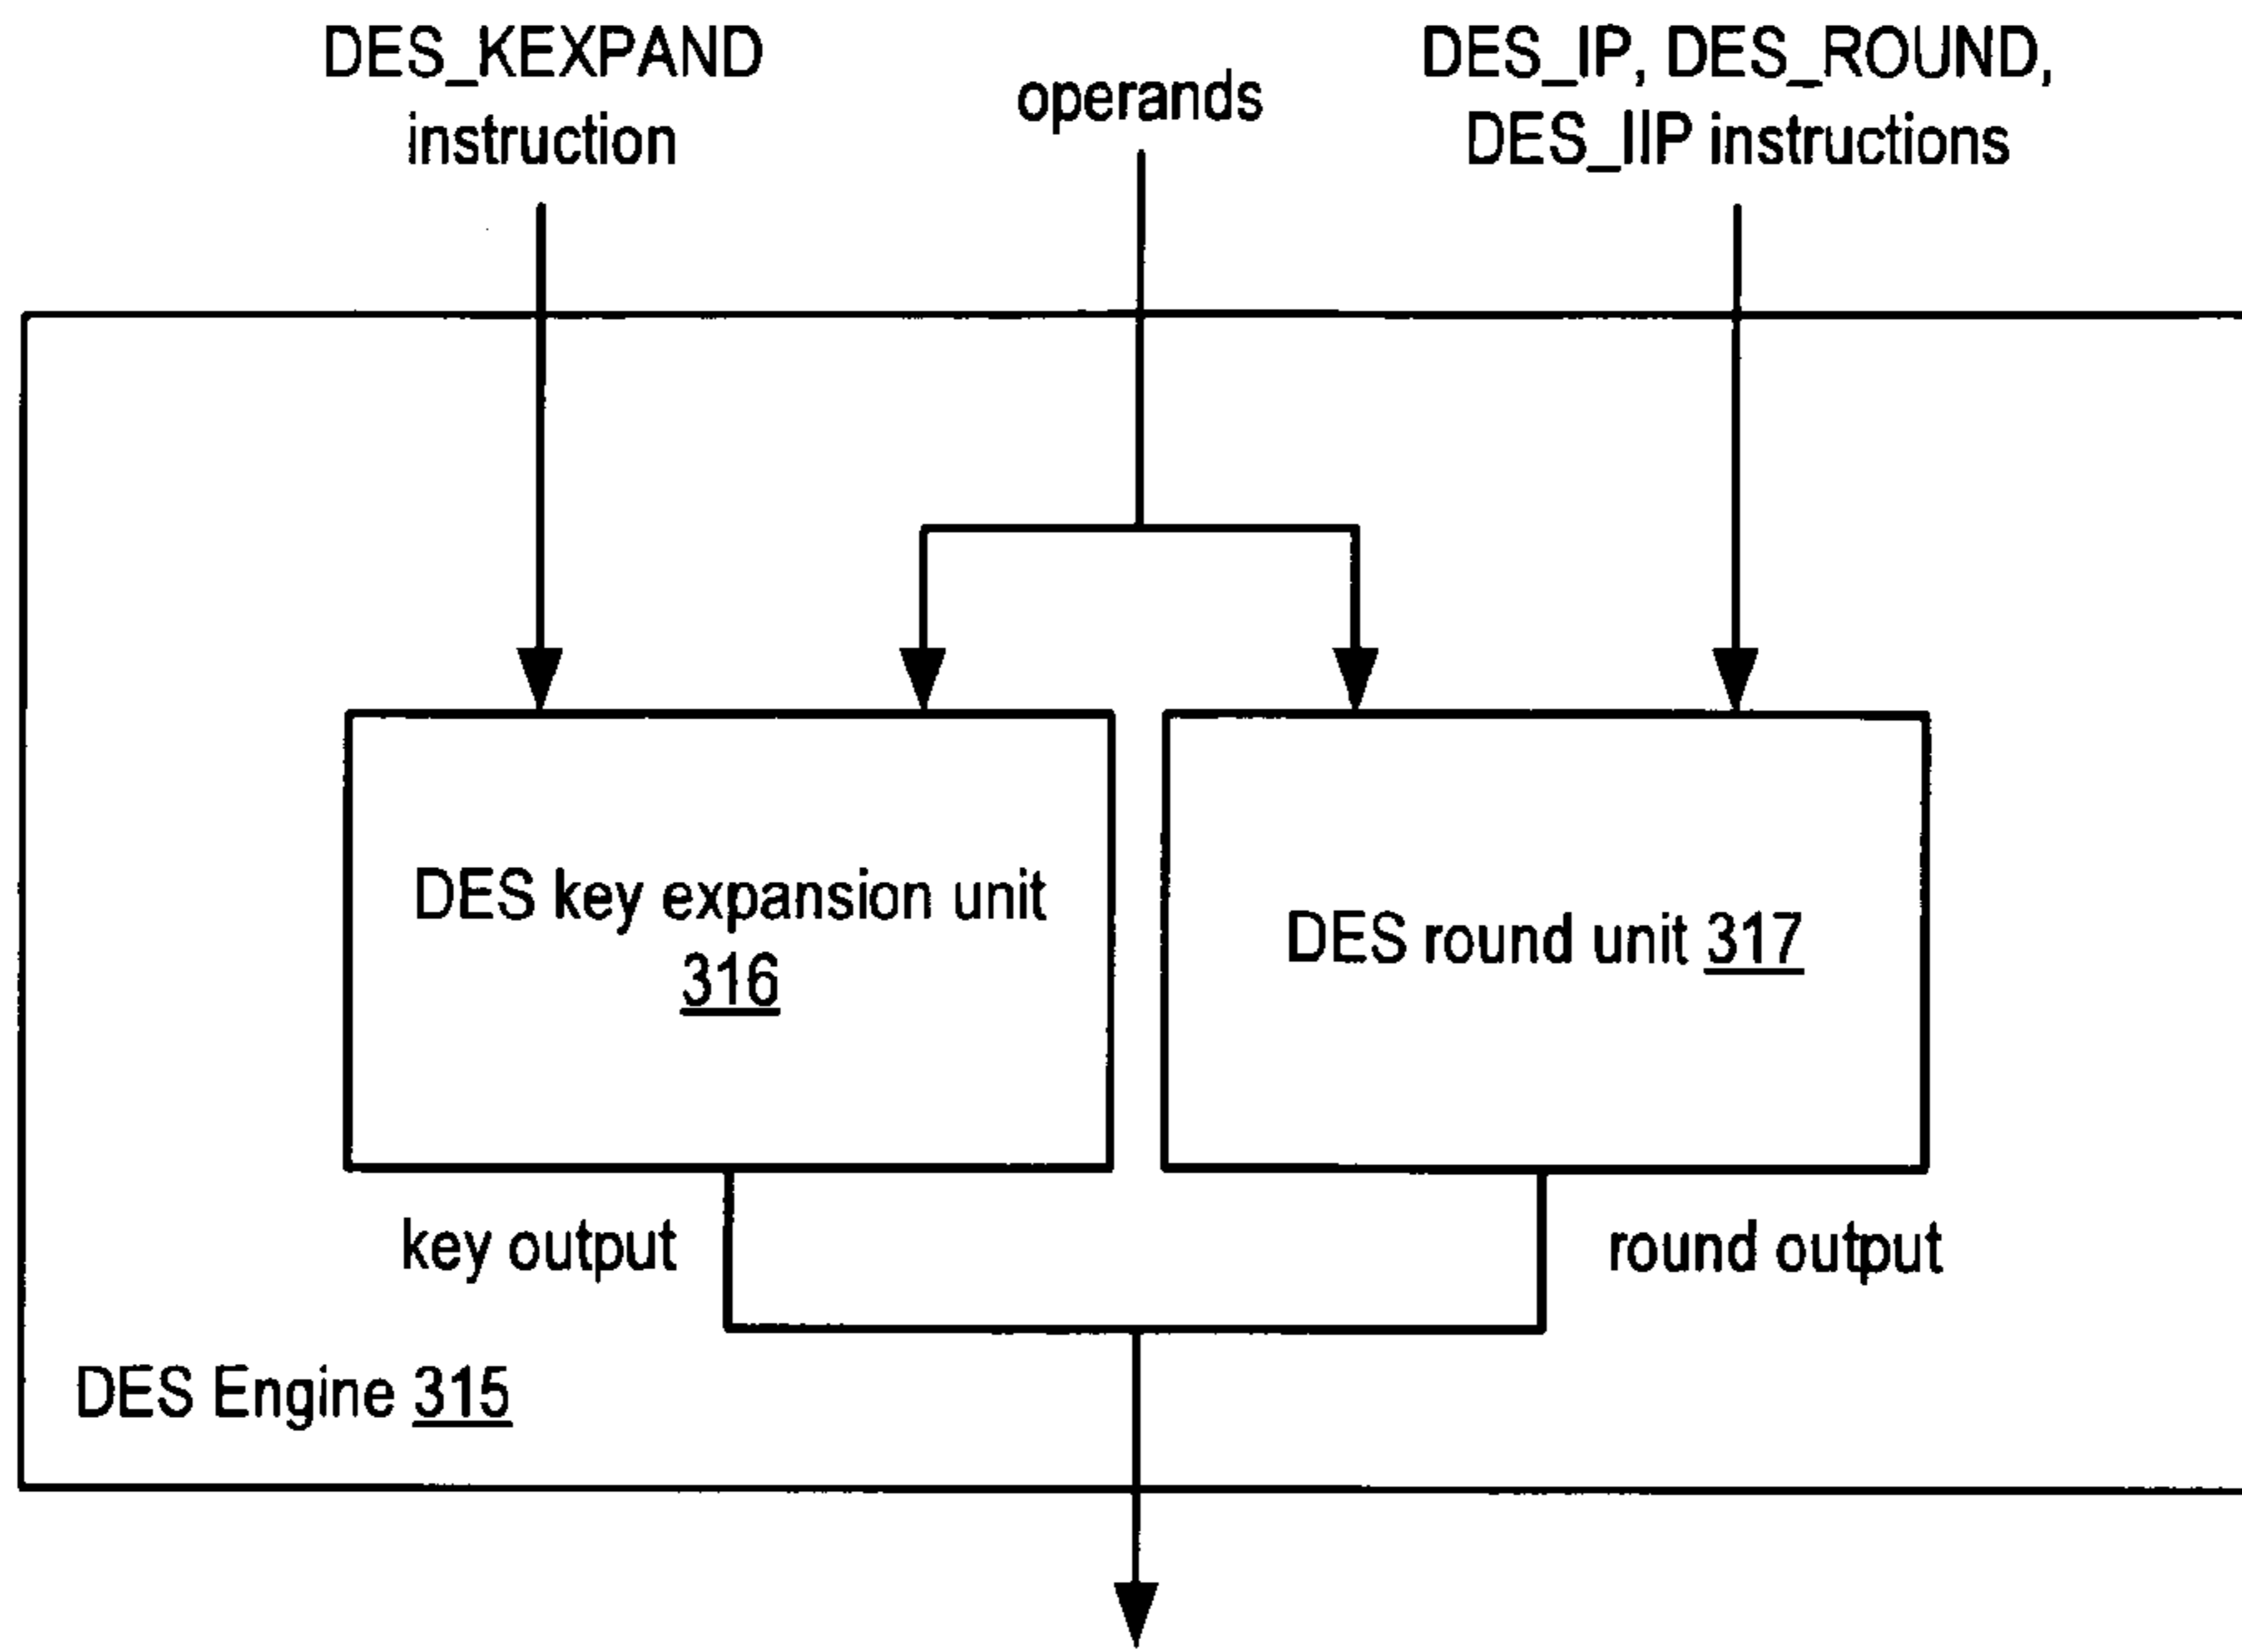 DES_KEXPAND
instruction
operands
DES_IP, DES_ROUND,
DES_IIP instructions
DES key expansion unit
316
DES round unit 317
key output
round output
DES Engine 315